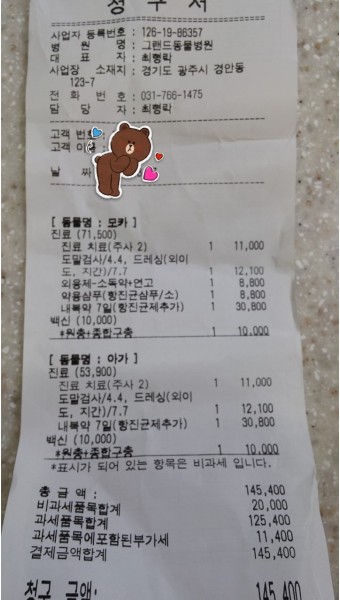 청 구 서
사업자 등록번호 : 126-19-86357
병 원 명 : 그랜드동물병원
대 표 자 : 최형락
사업장 소재지 : 경기도 광주시 경안동
123-7
전 화 번 호 : 031-766-1475
담 당 자 : 최형락
고객 번호
고객 이
날 짜
[ 동물명 : 모카 ]
진료 (71,500)
진료 치료(주사 2) 1 11,000
도말검사/4.4, 드레싱(외이
도, 지간)/7.7 1 12,100
외용제-소독약+연고 1 8,800
약용샴푸(항진균샴푸/소) 1 8,800
내복약 7일(항진균제추가) 1 30,800
백신 (10,000)
*원충+종합구충 1 10,000
[ 동물명 : 아가 ]
진료 (53,900)
진료 치료(주사 2) 1 11,000
도말검사/4.4, 드레싱(외이
도, 지간)/7.7 1 12,100
내복약 7일(항진균제추가) 1 30,800
백신 (10,000)
*원충+종합구충 1 10,000
*표시가 되어 있는 항목은 비과세 입니다.
총 금 액 : 145,400
비과세품목합계 20,000
과세품목합계 125,400
과세품목에포함된부가세 11,400
결제금액합계 145,400
청구 금액: 145,400